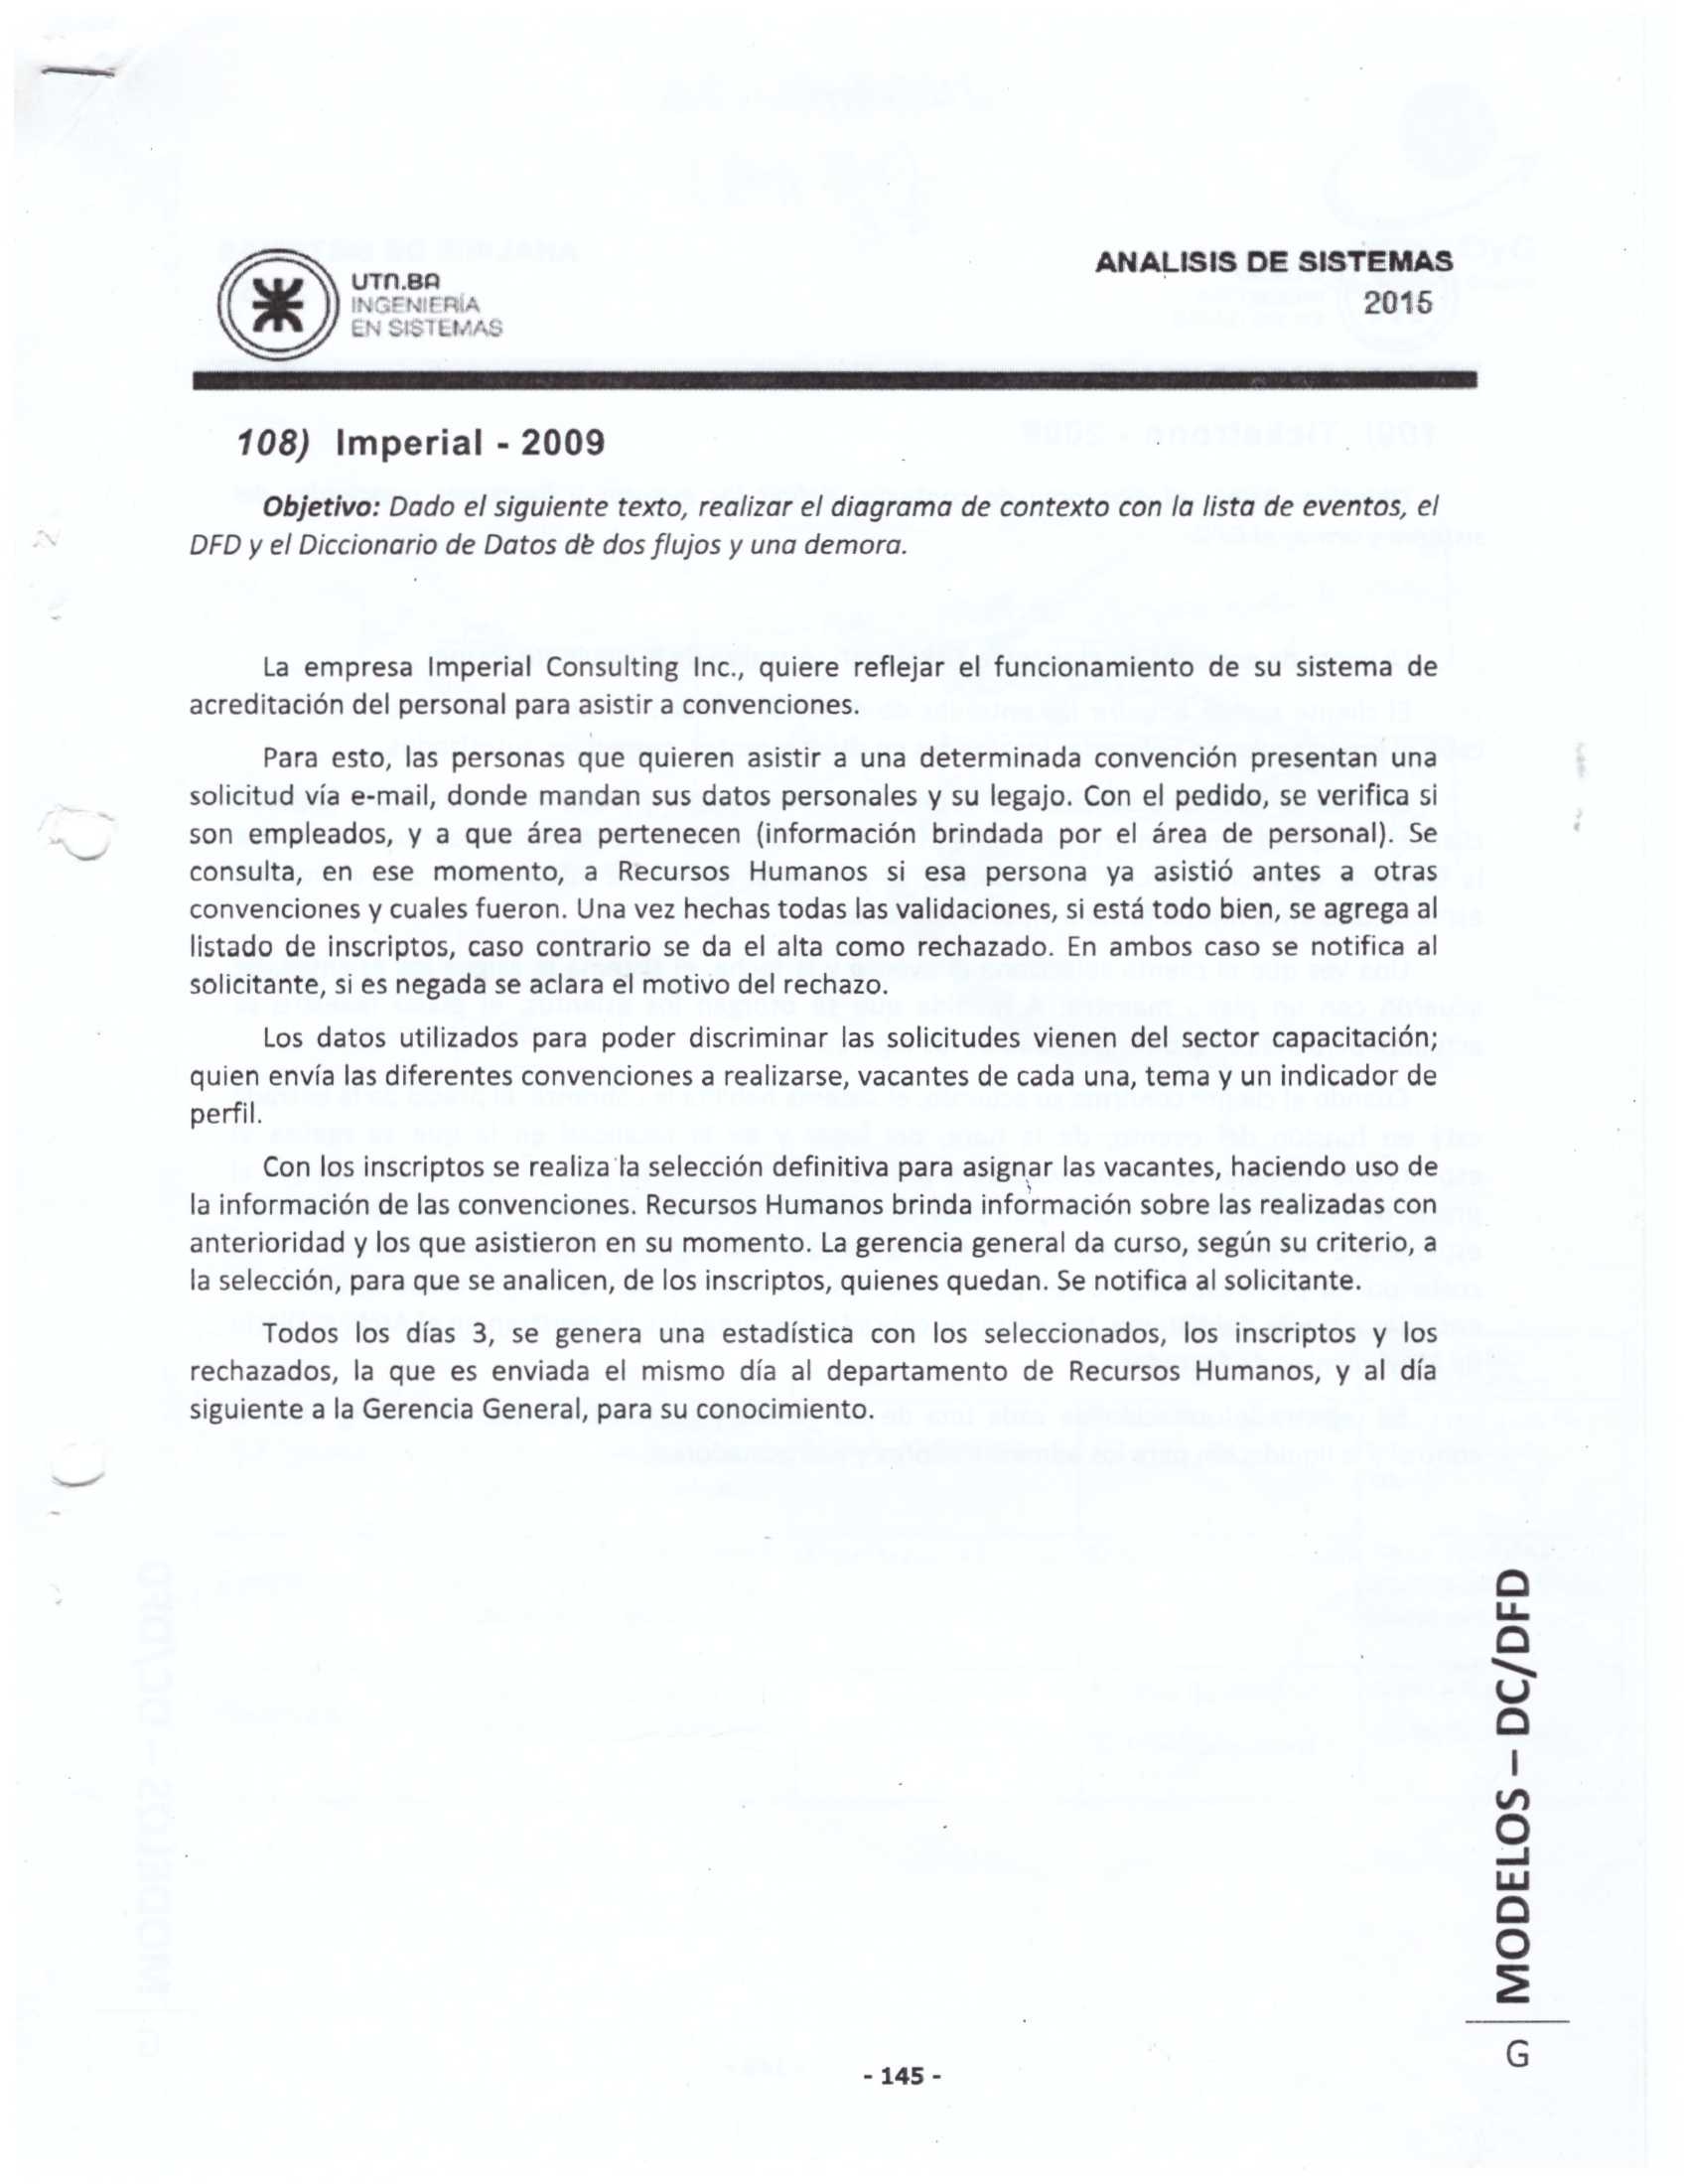 UTN.BA
INGENIERÍA
EN SISTEMAS
ANALISIS DE SISTEMAS
2015
108) Imperial - 2009
Objetivo: Dado el siguiente texto, realizar el diagrama de contexto con la lista de eventos, el
DFD y el Diccionario de Datos de dos flujos y una demora.
La empresa Imperial Consulting Inc., quiere reflejar el funcionamiento de su sistema de
acreditación del personal para asistir a convenciones.
Para esto, las personas que quieren asistir a una determinada convención presentan una
solicitud vía e-mail, donde mandan sus datos personales y su legajo. Con el pedido, se verifica si
son empleados, y a que área pertenecen (información brindada por el área de personal). Se
consulta, en ese momento, a Recursos Humanos si esa persona ya asistió antes a otras
convenciones y cuales fueron. Una vez hechas todas las validaciones, si está todo bien, se agrega al
listado de inscriptos, caso contrario se da el alta como rechazado. En ambos caso se notifica al
solicitante, si es negada se aclara el motivo del rechazo.
Los datos utilizados para poder discriminar las solicitudes vienen del sector capacitación;
quien envía las diferentes convenciones a realizarse, vacantes de cada una, tema y un indicador de
perfil.
Con los inscriptos se realiza la selección definitiva para asignar las vacantes, haciendo uso de
la información de las convenciones. Recursos Humanos brinda información sobre las realizadas con
anterioridad y los que asistieron en su momento. La gerencia general da curso, según su criterio, a
la selección, para que se analicen, de los inscriptos, quienes quedan. Se notifica al solicitante.
Todos los días 3, se genera una estadística con los seleccionados, los inscriptos y los
rechazados, la que es enviada el mismo día al departamento de Recursos Humanos, y al día
siguiente a la Gerencia General, para su conocimiento.
MODELOS – DC/DFD
G
- 145 -